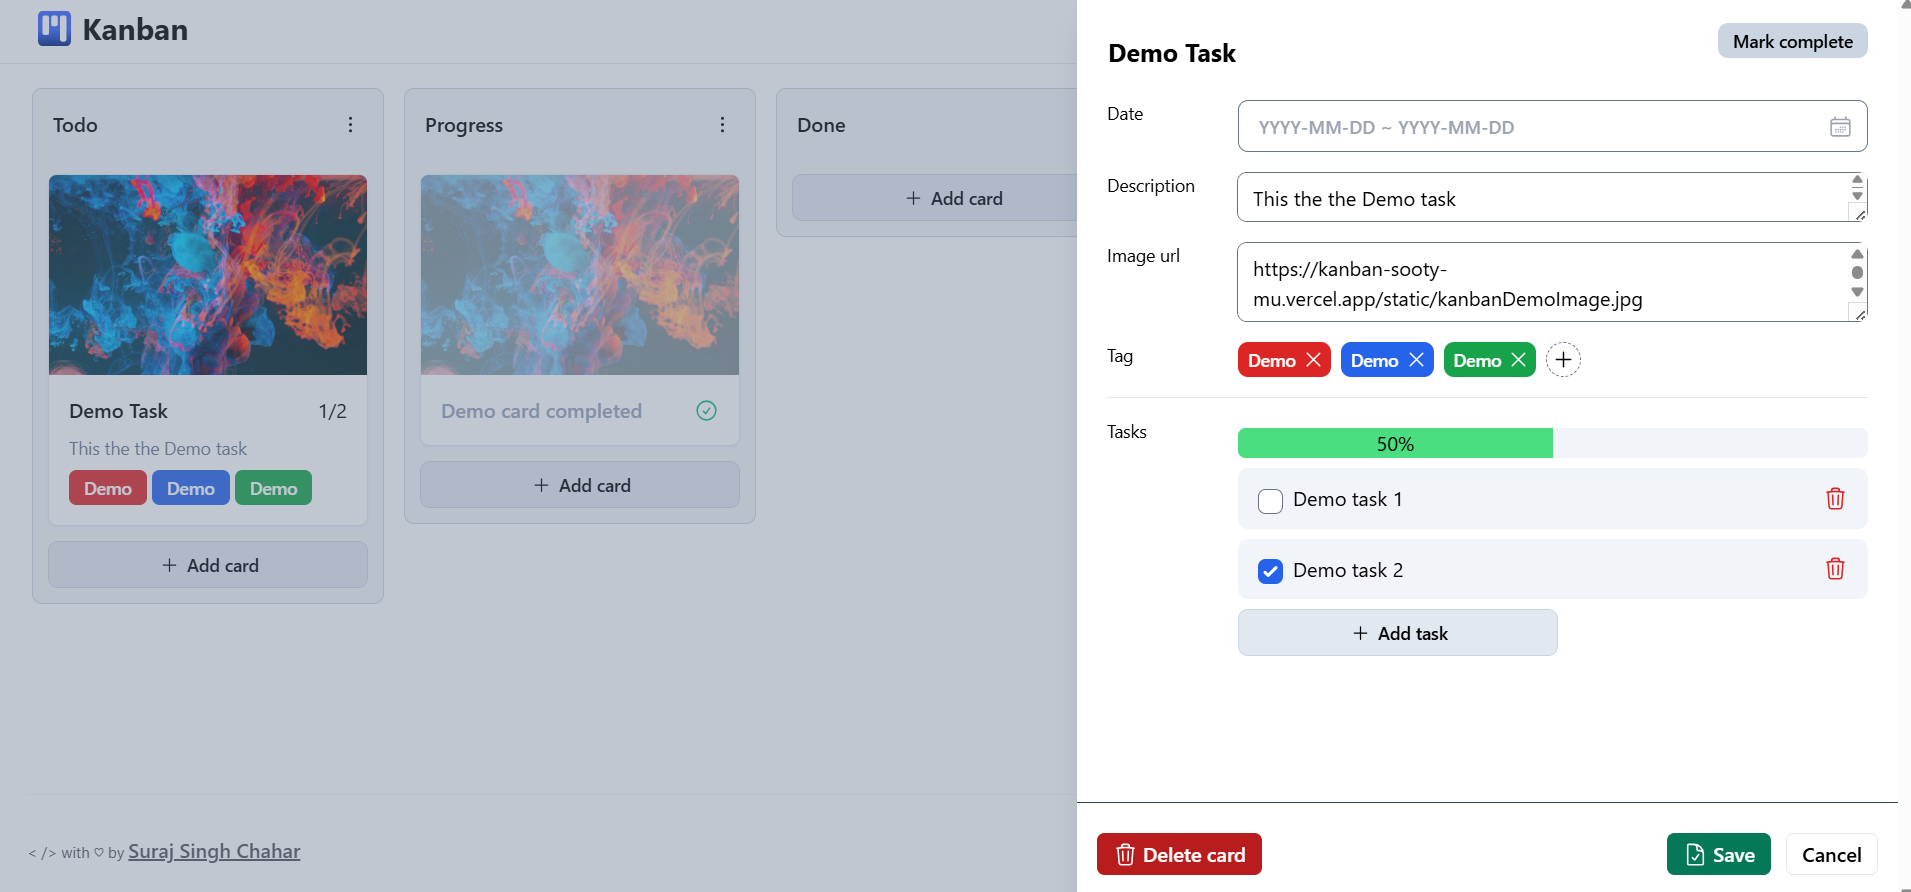 Kanban
Todo
Demo Task 1/2
This the the Demo task
Demo Demo Demo
+ Add card
Progress
Demo card completed
+ Add card
Done
+ Add card
< /> with ♡ by Suraj Singh Chahar
Demo Task
Mark complete
Date
YYYY-MM-DD ~ YYYY-MM-DD
Description
This the the Demo task
Image url
https://kanban-sooty-
mu.vercel.app/static/kanbanDemoImage.jpg
Tag
Demo Demo Demo
Tasks
50%
Demo task 1
Demo task 2
+ Add task
Delete card
Save
Cancel